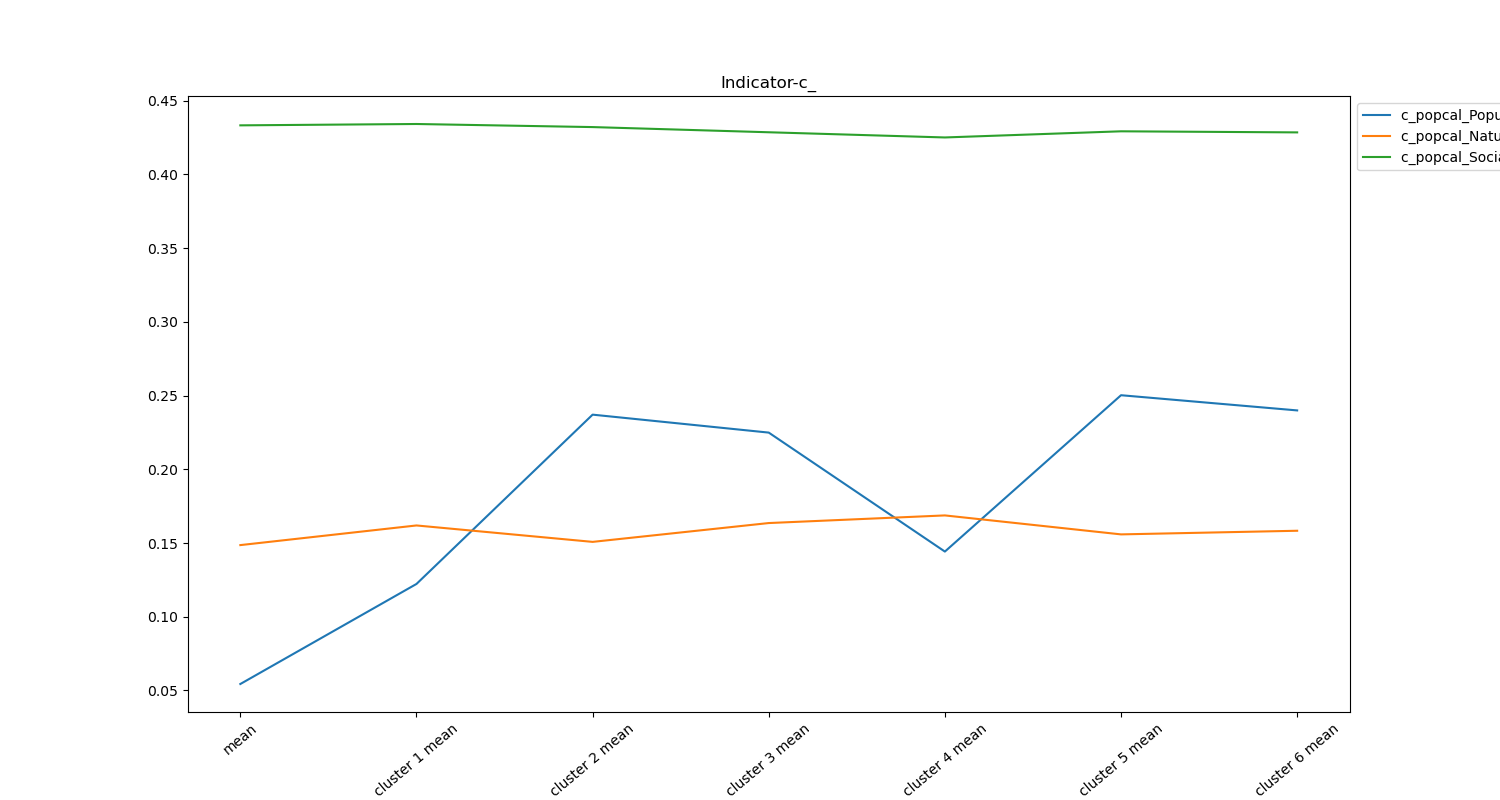 Indicator-c_
0.45
0.40
0.35
0.30
0.25
0.20
0.15
0.10
0.05
mean
cluster 1 mean
cluster 2 mean
cluster 3 mean
cluster 4 mean
cluster 5 mean
cluster 6 mean
c_popcal_Popu
c_popcal_Natu
c_popcal_Socia